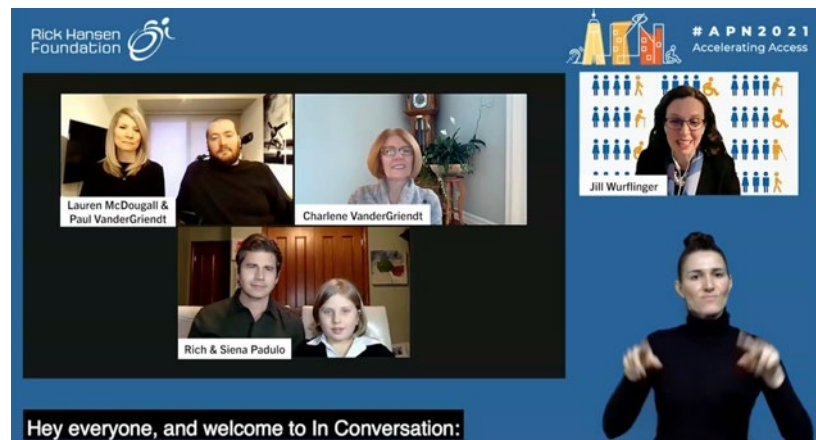 Rick Hansen
Foundation
#APN2021
Accelerating Access
Lauren McDougall &
Paul VanderGriendt
Charlene VanderGriendt
Jill Wurflinger
Rich & Siena Padulo
Hey everyone, and welcome to In Conversation: